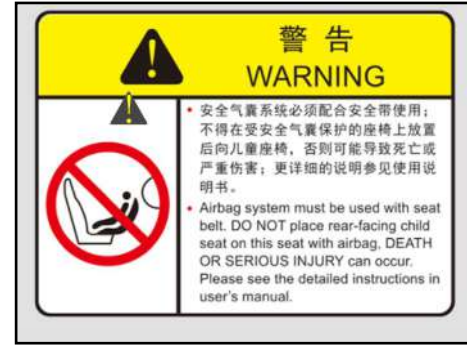 警 告
WARNING
• 安全气囊系统必须配合安全带使用；
不得在受安全气囊保护的座椅上放置
后向儿童座椅，否则可能导致死亡或
严重伤害；更详细的说明参见使用说
明书。
• Airbag system must be used with seat
belt. DO NOT place rear-facing child
seat on this seat with airbag, DEATH
OR SERIOUS INJURY can occur.
Please see the detailed instructions in
user's manual.